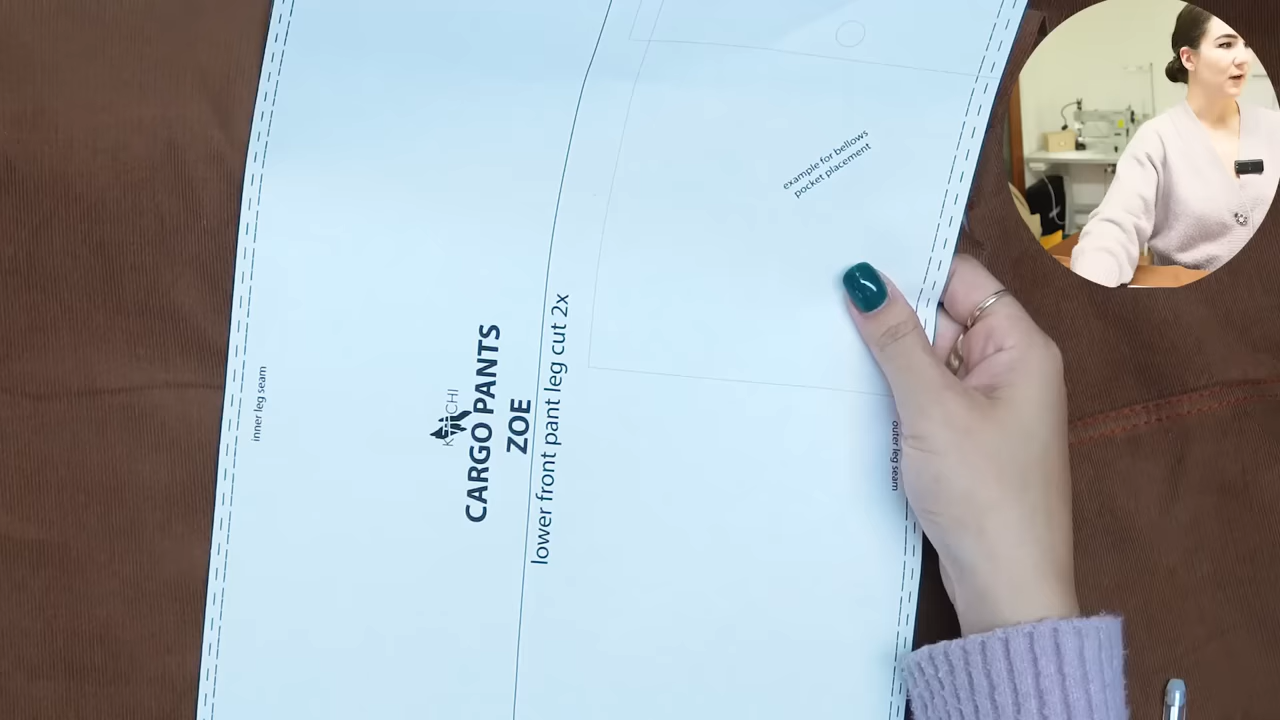 example for bellows
pocket placement
inner leg seam
CARGO PANTS
ZOE
lower front pant leg cut 2x
outer leg seam